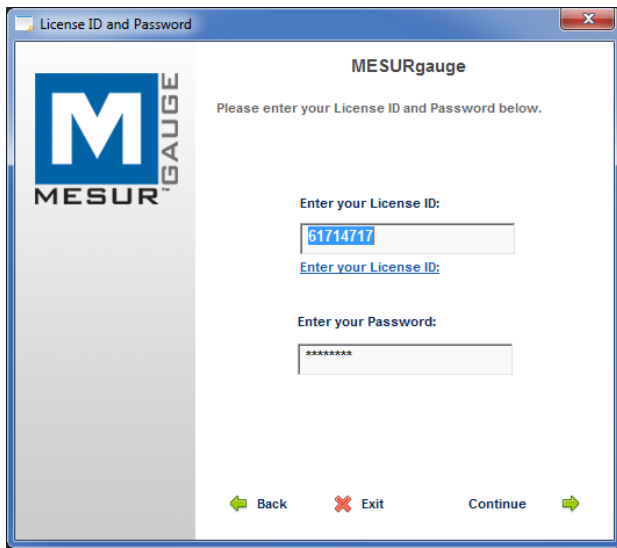 License ID and Password
MESURgauge
Please enter your License ID and Password below.
M
GAUGE
MESUR™
Enter your License ID:
61714717
Enter your License ID:
Enter your Password:
********
Back
Exit
Continue